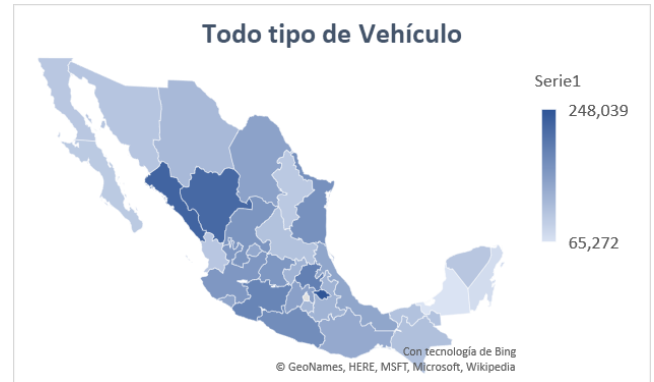 Todo tipo de Vehículo
Serie1
248,039
65,272
Con tecnología de Bing
© GeoNames, HERE, MSFT, Microsoft, Wikipedia